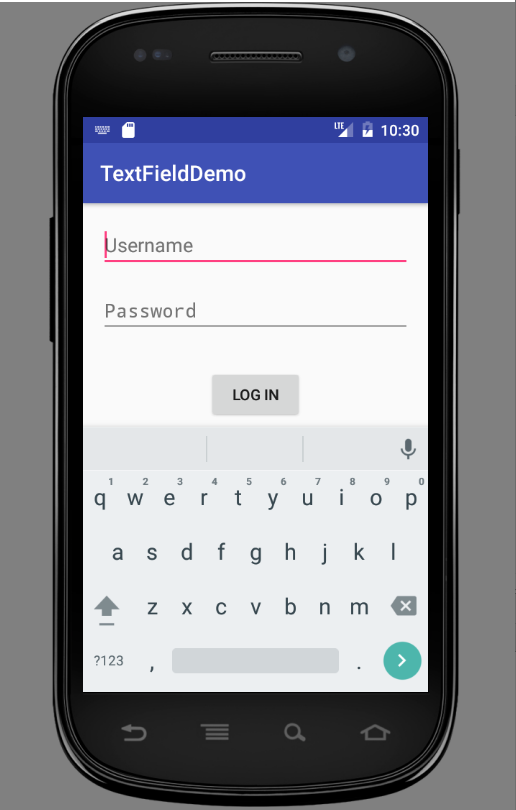 LTE 10:30
TextFieldDemo
Username
Password
LOG IN
1 2 3 4 5 6 7 8 9 0
q w e r t y u i o p
a s d f g h j k l
z x c v b n m
?123 , .